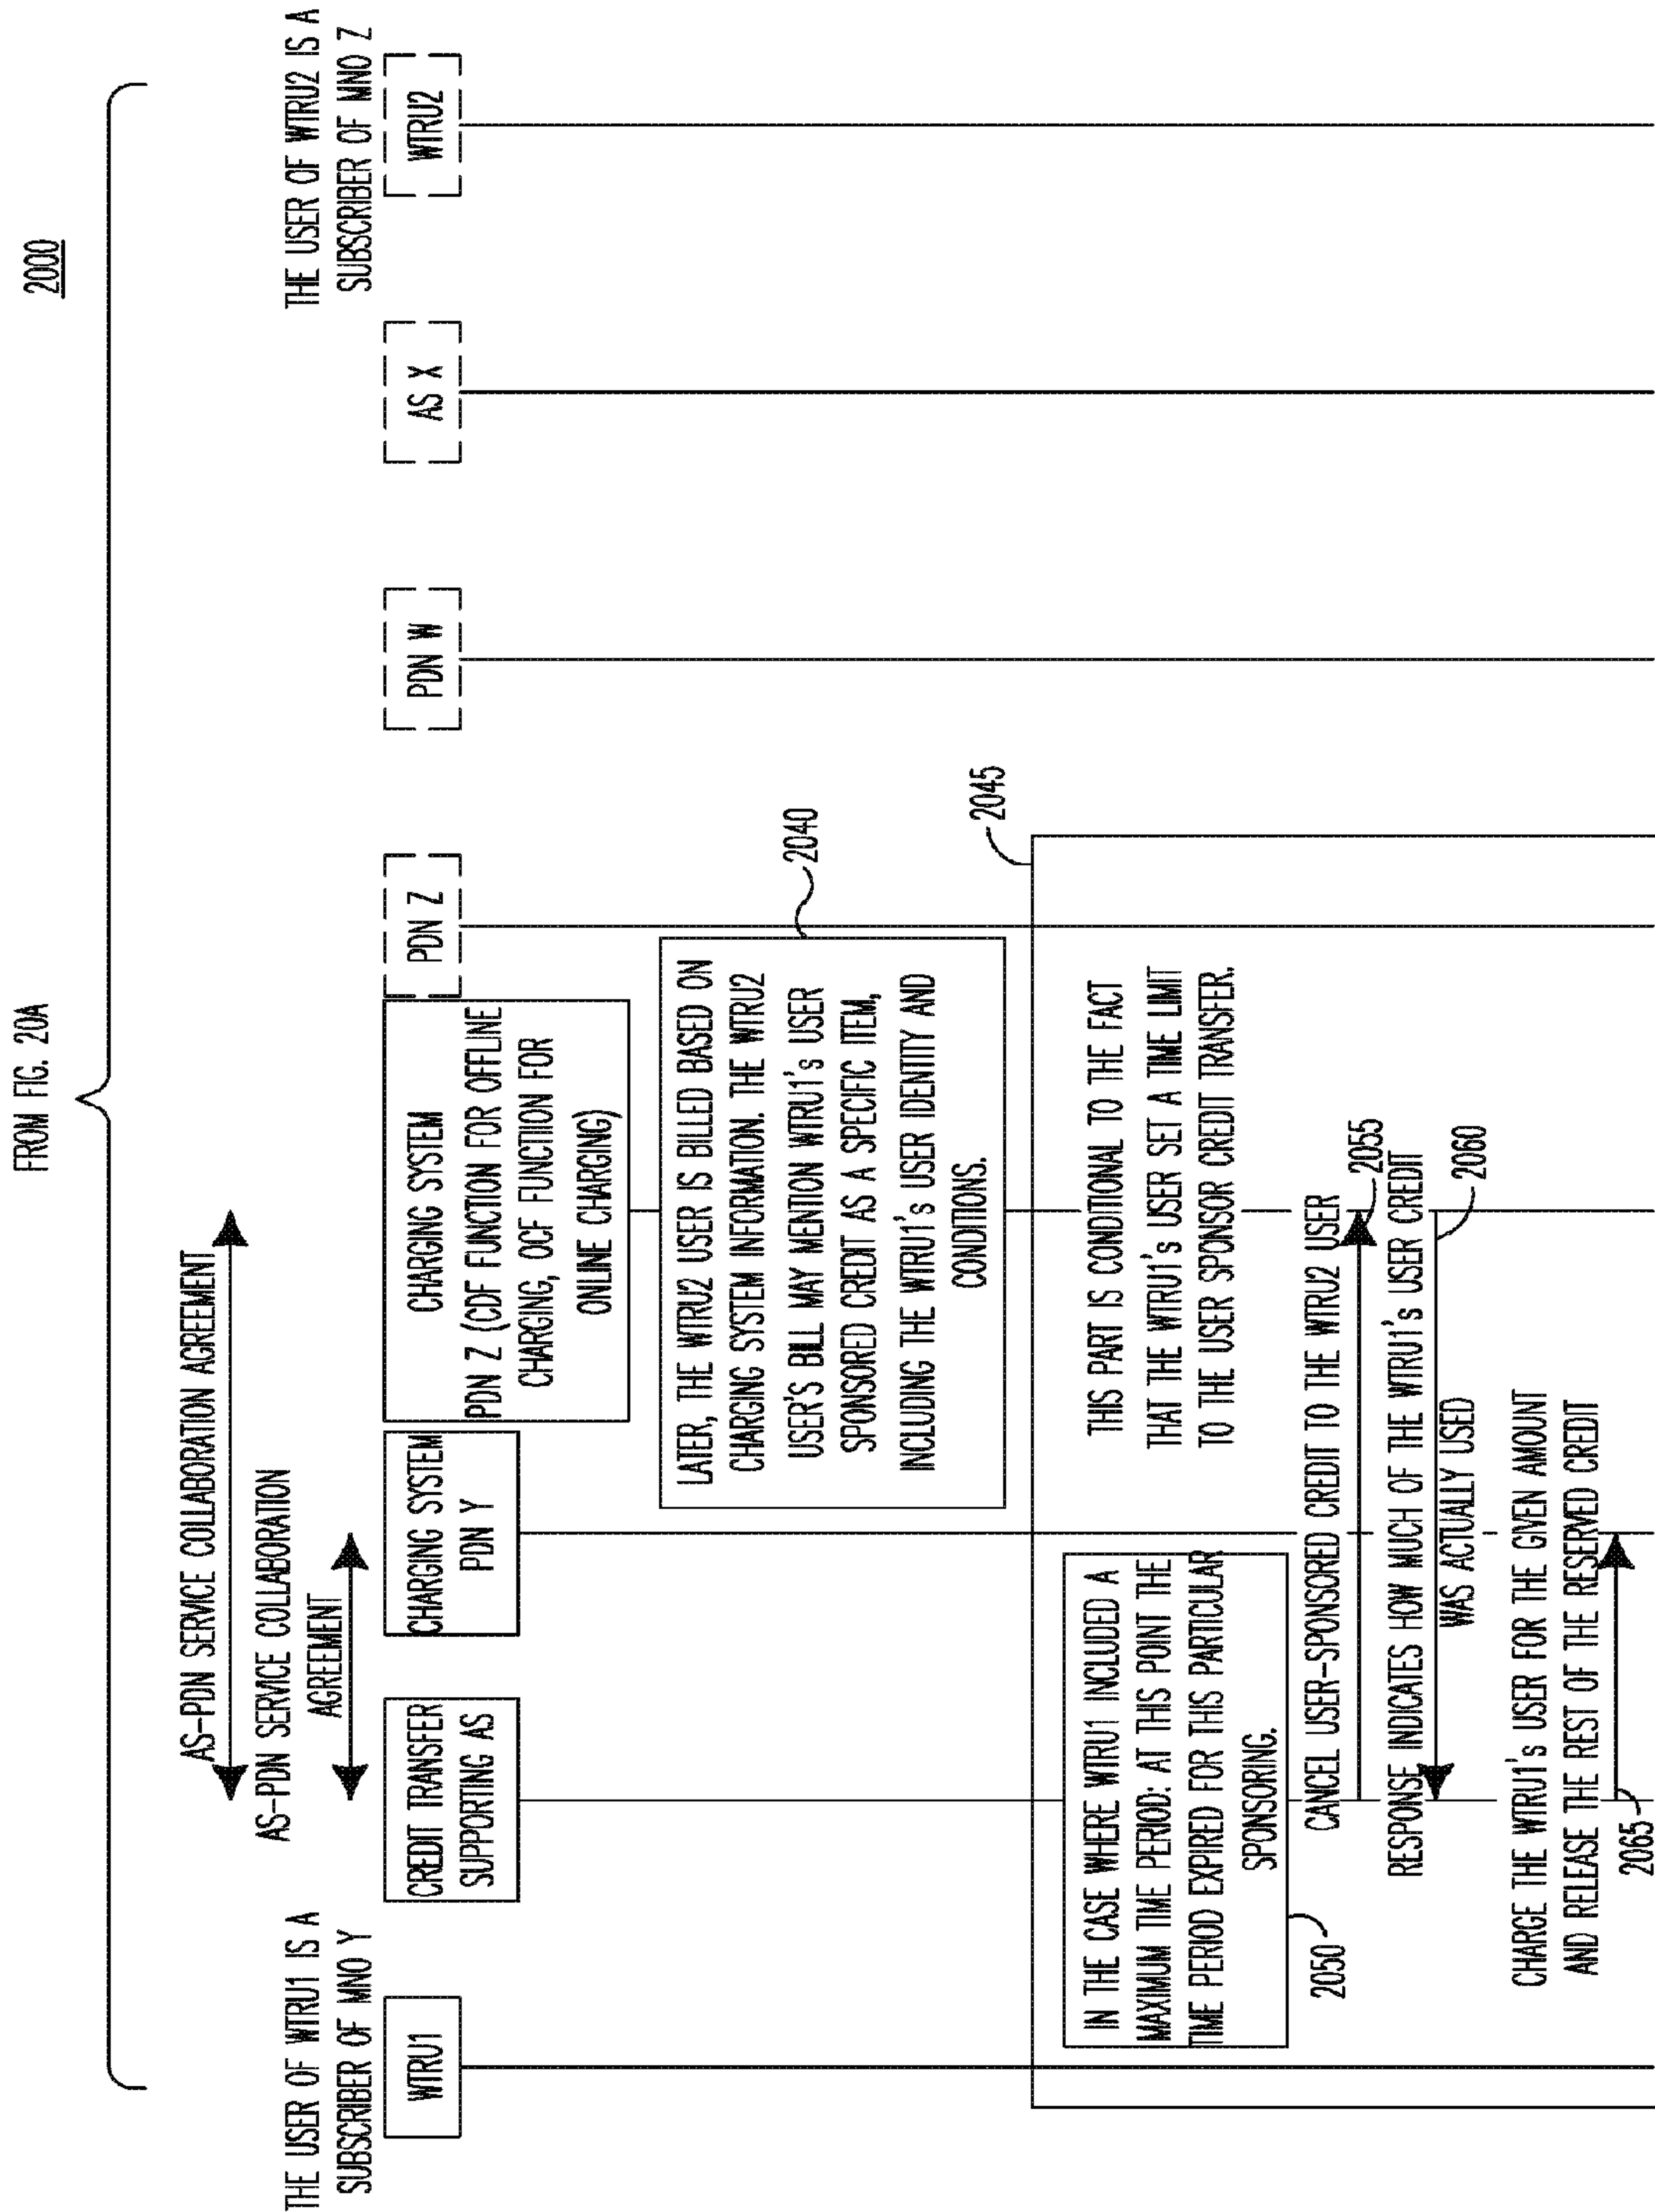 FROM FIG. 20A
2000
AS-PDN SERVICE COLLABORATION AGREEMENT
AS-PDN SERVICE COLLABORATION
AGREEMENT
THE USER OF WTRU1 IS A
SUBSCRIBER OF MNO Y
THE USER OF WTRU2 IS A
SUBSCRIBER OF MNO Z
WTRU1
CREDIT TRANSFER
SUPPORTING AS
CHARGING SYSTEM
PDN Y
CHARGING SYSTEM
PDN Z (CDF FUNCTION FOR OFFLINE
CHARGING, OCF FUNCTIION FOR
ONLINE CHARGING)
PDN Z
PDN W
AS X
WTRU2
LATER, THE WTRU2 USER IS BILLED BASED ON
CHARGING SYSTEM INFORMATION. THE WTRU2
USER'S BILL MAY MENTION WTRU1's USER
SPONSORED CREDIT AS A SPECIFIC ITEM,
INCLUDING THE WTRU1's USER IDENTITY AND
CONDITIONS.
2040
2045
IN THE CASE WHERE WTRU1 INCLUDED A
MAXIMUM TIME PERIOD: AT THIS POINT THE
TIME PERIOD EXPIRED FOR THIS PARTICULAR
SPONSORING.
2050
THIS PART IS CONDITIONAL TO THE FACT
THAT THE WTRU1's USER SET A TIME LIMIT
TO THE USER SPONSOR CREDIT TRANSFER.
CANCEL USER-SPONSORED CREDIT TO THE WTRU2 USER
2055
RESPONSE INDICATES HOW MUCH OF THE WTRU1's USER CREDIT
WAS ACTUALLY USED
2060
CHARGE THE WTRU1's USER FOR THE GIVEN AMOUNT
AND RELEASE THE REST OF THE RESERVED CREDIT
2065